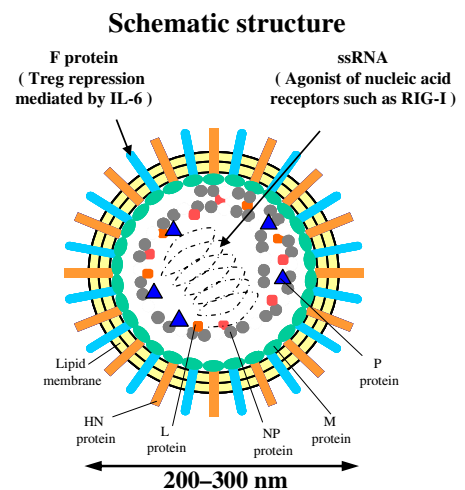 Schematic structure
F protein
( Treg repression
mediated by IL-6 )
ssRNA
( Agonist of nucleic acid
receptors such as RIG-I )
Lipid
membrane
HN
protein
L
protein
NP
protein
M
protein
P
protein
200–300 nm